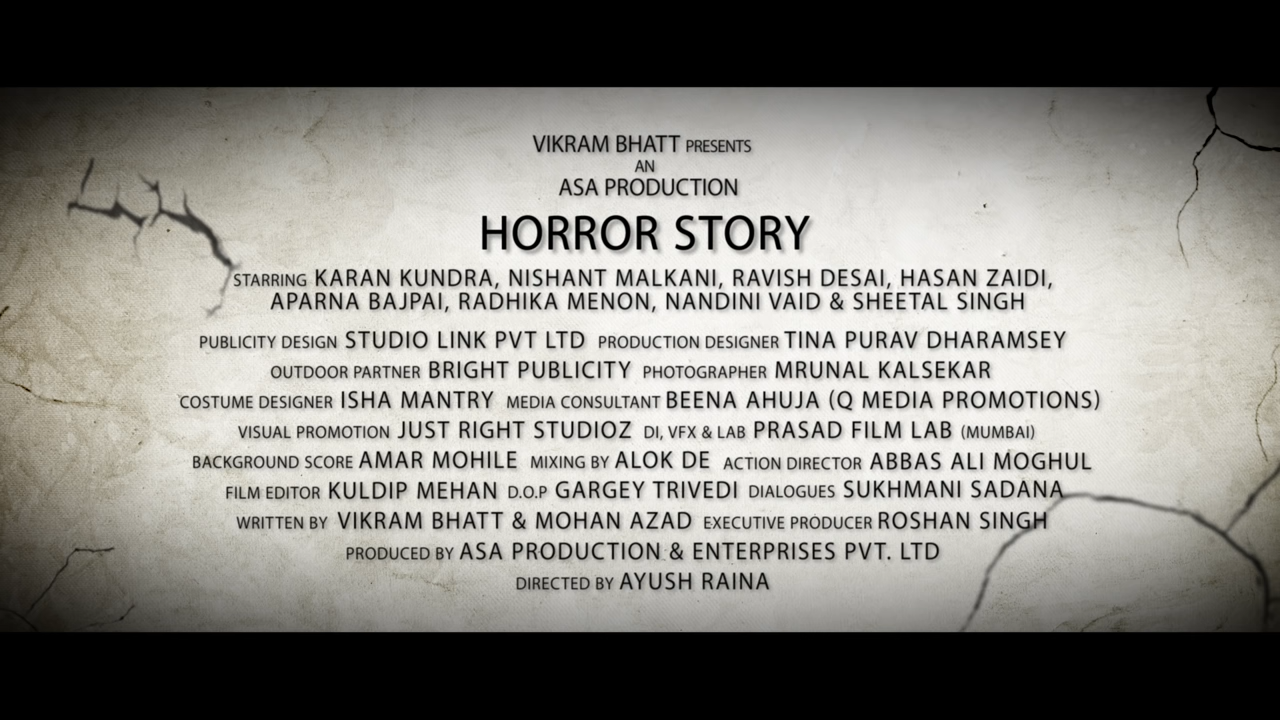 VIKRAM BHATT PRESENTS
AN
ASA PRODUCTION
HORROR STORY
STARRING KARAN KUNDRA, NISHANT MALKANI, RAVISH DESAI, HASAN ZAIDI,
APARNA BAJPAI, RADHIKA MENON, NANDINI VAID & SHEETAL SINGH
PUBLICITY DESIGN STUDIO LINK PVT LTD PRODUCTION DESIGNER TINA PURAV DHARAMSEY
OUTDOOR PARTNER BRIGHT PUBLICITY PHOTOGRAPHER MRUNAL KALSEKAR
COSTUME DESIGNER ISHA MANTRY MEDIA CONSULTANT BEENA AHUJA (Q MEDIA PROMOTIONS)
VISUAL PROMOTION JUST RIGHT STUDIOZ DI, VFX & LAB PRASAD FILM LAB (MUMBAI)
BACKGROUND SCORE AMAR MOHILE MIXING BY ALOK DE ACTION DIRECTOR ABBAS ALI MOGHUL
FILM EDITOR KULDIP MEHAN D.O.P GARGEY TRIVEDI DIALOGUES SUKHMANI SADANA
WRITTEN BY VIKRAM BHATT & MOHAN AZAD EXECUTIVE PRODUCER ROSHAN SINGH
PRODUCED BY ASA PRODUCTION & ENTERPRISES PVT. LTD
DIRECTED BY AYUSH RAINA